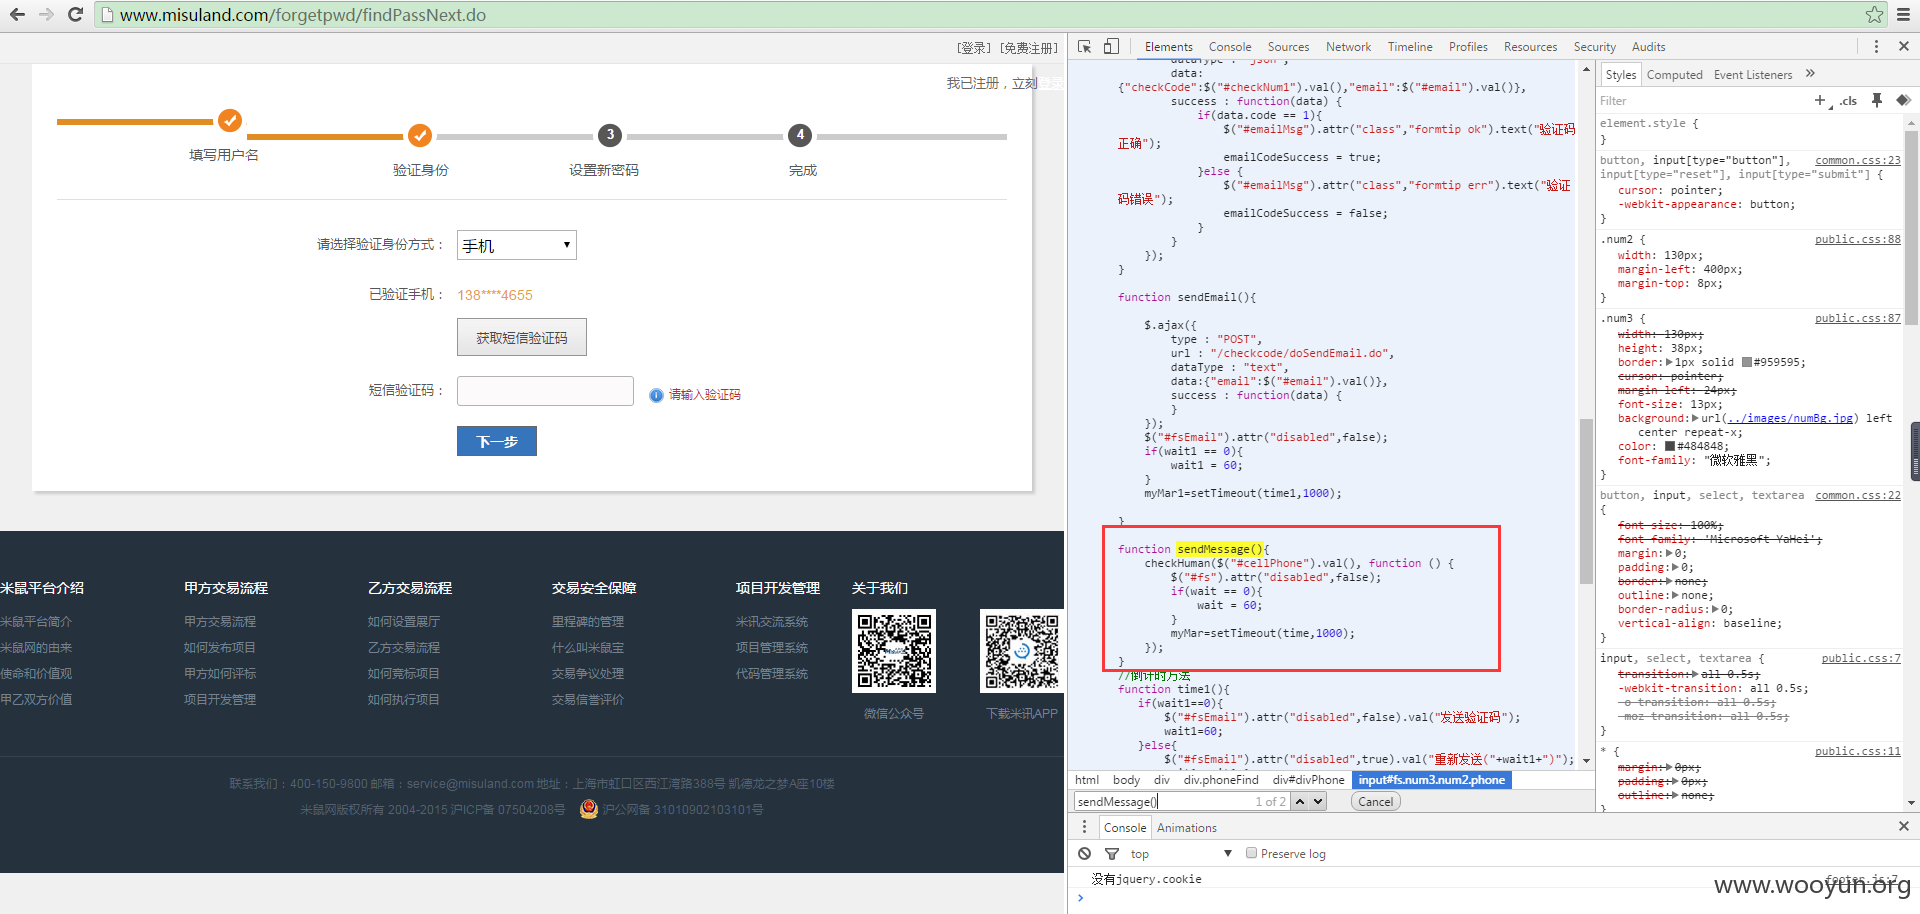 www.misuland.com/forgetpwd/findPassNext.do
[登录] [免费注册]
我已注册，立刻登录
填写用户名
验证身份
3
设置新密码
4
完成
请选择验证身份方式：
手机
已验证手机：
138****4655
获取短信验证码
短信验证码：
请输入验证码
下一步
米鼠平台介绍
米鼠平台简介
米鼠网的由来
使命和价值观
甲乙双方价值
甲方交易流程
甲方交易流程
如何发布项目
甲方如何评标
项目开发管理
乙方交易流程
如何设置展厅
乙方交易流程
如何竞标项目
如何执行项目
交易安全保障
里程碑的管理
什么叫米鼠宝
交易争议处理
交易信誉评价
项目开发管理
米讯交流系统
项目管理系统
代码管理系统
关于我们
微信公众号
下载米讯APP
联系我们：400-150-9800 邮箱：service@misuland.com 地址：上海市虹口区西江湾路388号 凯德龙之梦A座10楼
米鼠网版权所有 2004-2015 沪ICP备 07504208号
沪公网备 31010902103101号
Elements Console Sources Network Timeline Profiles Resources Security Audits
dataType : "json",
data:
{"checkCode":$("#checkNum1").val(),"email":$("#email").val()},
success : function(data) {
if(data.code == 1){
$("#emailMsg").attr("class","formtip ok").text("验证码
正确");
emailCodeSuccess = true;
}else {
$("#emailMsg").attr("class","formtip err").text("验证
码错误");
emailCodeSuccess = false;
}
}
});
}
function sendEmail(){
$.ajax({
type : "POST",
url : "/checkcode/doSendEmail.do",
dataType : "text",
data:{"email":$("#email").val()},
success : function(data) {
}
});
$("#fsEmail").attr("disabled",false);
if(wait1 == 0){
wait1 = 60;
}
myMar1=setTimeout(time1,1000);
}
function sendMessage(){
checkHuman($("#cellPhone").val(), function () {
$("#fs").attr("disabled",false);
if(wait == 0){
wait = 60;
}
myMar=setTimeout(time,1000);
});
}
//倒计时方法
function time1(){
if(wait1==0){
$("#fsEmail").attr("disabled",false).val("发送验证码");
wait1=60;
}else{
$("#fsEmail").attr("disabled",true).val("重新发送("+wait1+")");
html body div div.phoneFind div#divPhone input#fs.num3.num2.phone
sendMessage()
1 of 2
Cancel
Styles Computed Event Listeners »
Filter
.cls
element.style {
}
button, input[type="button"], common.css:23
input[type="reset"], input[type="submit"] {
cursor: pointer;
-webkit-appearance: button;
}
.num2 { public.css:88
width: 130px;
margin-left: 400px;
margin-top: 8px;
}
.num3 { public.css:87
width: 130px;
height: 38px;
border: 1px solid #959595;
cursor: pointer;
margin-left: 24px;
font-size: 13px;
background: url(../images/numBg.jpg) left
center repeat-x;
color: #484848;
font-family: "微软雅黑";
}
button, input, select, textarea common.css:22
{
font-size: 100%;
font-family: 'Microsoft YaHei';
margin: 0;
padding: 0;
border: none;
outline: none;
border-radius: 0;
vertical-align: baseline;
}
input, select, textarea { public.css:7
transition: all 0.5s;
-webkit-transition: all 0.5s;
-o-transition: all 0.5s;
-moz-transition: all 0.5s;
}
* { public.css:11
margin: 0px;
padding: 0px;
outline: none;
}
Console Animations
top
Preserve log
没有jquery.cookie
footer.js:7
www.wooyun.org